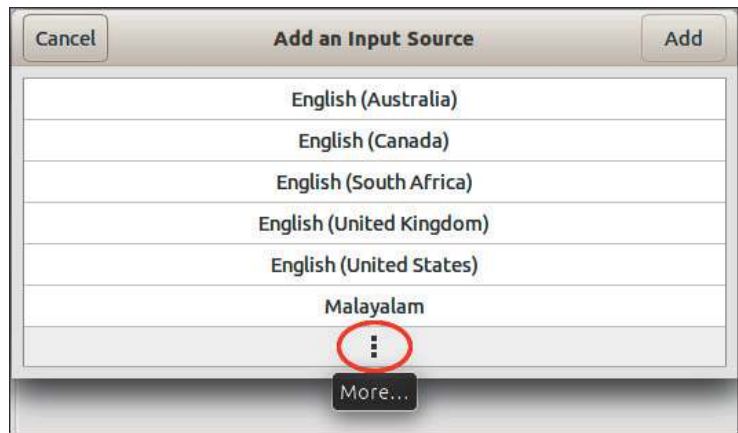 Cancel
Add an Input Source
Add
English (Australia)
English (Canada)
English (South Africa)
English (United Kingdom)
English (United States)
Malayalam
More...